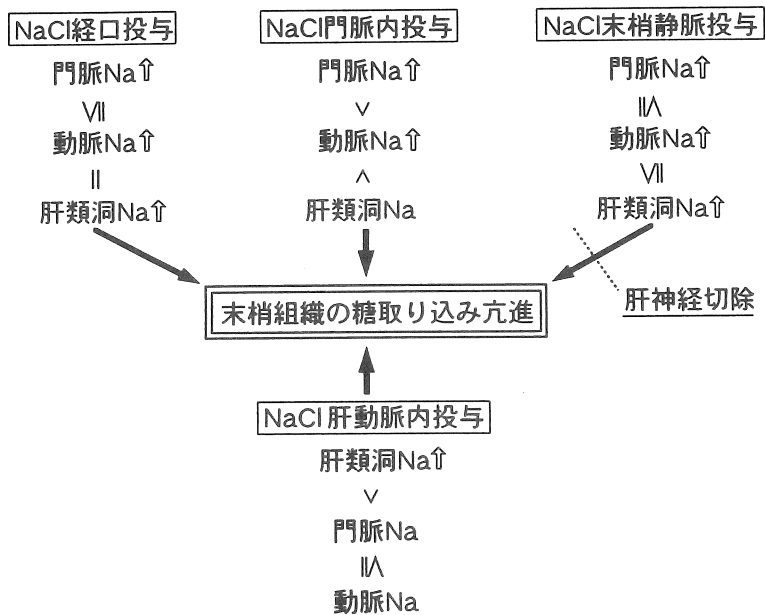 NaCl経口投与
門脈Na⇧
VII
動脈Na⇧
II
肝類洞Na⇧
NaCl門脈内投与
門脈Na⇧
∨
動脈Na⇧
∧
肝類洞Na
NaCl末梢静脈投与
門脈Na⇧
IIΛ
動脈Na⇧
VII
肝類洞Na⇧
肝神経切除
末梢組織の糖取り込み亢進
NaCl肝動脈内投与
肝類洞Na⇧
∨
門脈Na
IIΛ
動脈Na